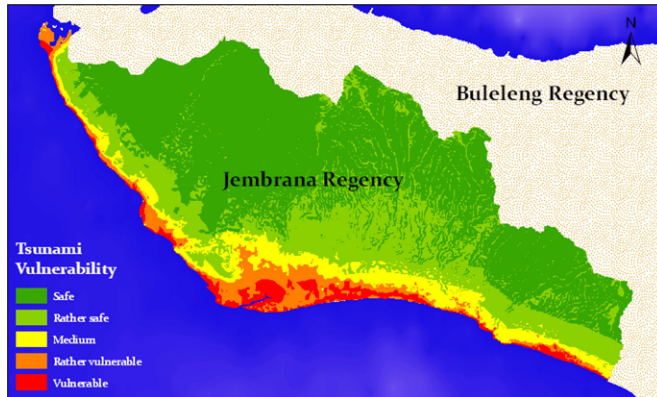 N
Buleleng Regency
Jembrana Regency
Tsunami
Vulnerability
Safe
Rather safe
Medium
Rather vulnerable
Vulnerable